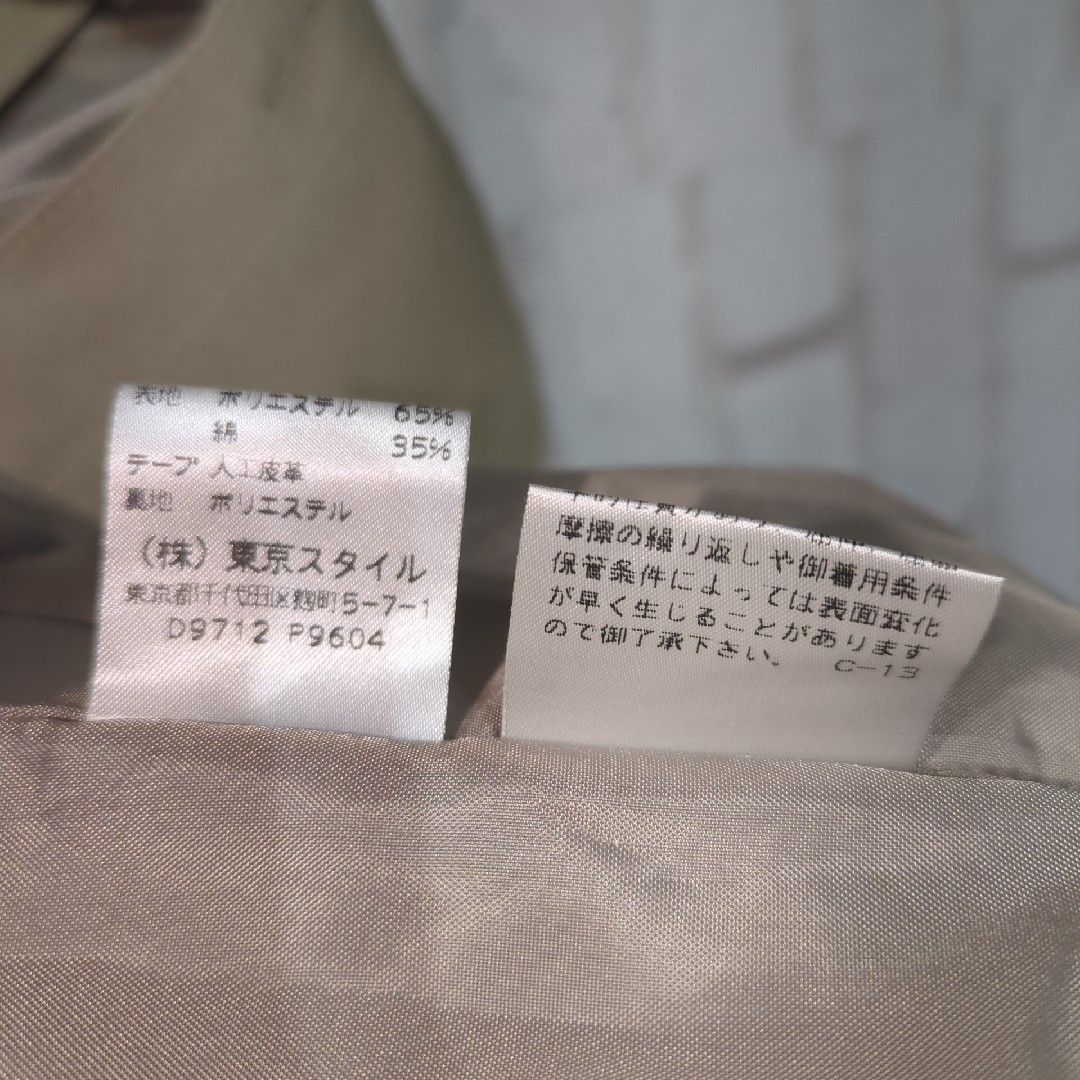 表地 ポリエステル 65%
綿 35%
テープ 人工皮革
裏地 ポリエステル
(株)東京スタイル
東京都千代田区麹町5-7-1
D9712 P9604
摩擦の繰り返しや御着用条件
保管条件によっては表面変化
が早く生じることがあります
ので御了承下さい。 C-13